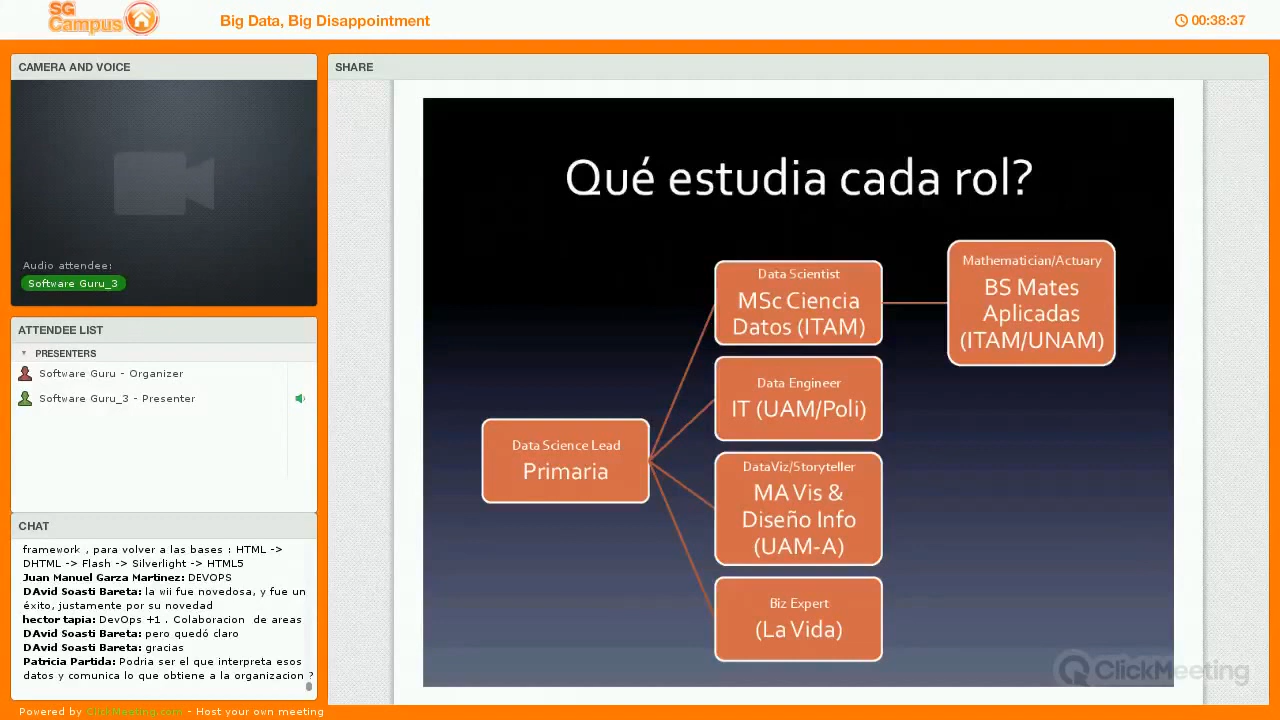 SG
Campus
Big Data, Big Disappointment
00:38:37
CAMERA AND VOICE
Audio attendee:
Software Guru_3
ATTENDEE LIST
PRESENTERS
Software Guru - Organizer
Software Guru_3 - Presenter
CHAT
framework , para volver a las bases : HTML ->
DHTML -> Flash -> Silverlight -> HTML5
Juan Manuel Garza Martinez: DEVOPS
DAvid Soasti Bareta: la wii fue novedosa, y fue un
éxito, justamente por su novedad
hector tapia: DevOps +1 . Colaboracion de areas
DAvid Soasti Bareta: pero quedó claro
DAvid Soasti Bareta: gracias
Patricia Partida: Podria ser el que interpreta esos
datos y comunica lo que obtiene a la organizacion ?
SHARE
Qué estudia cada rol?
Data Science Lead
Primaria
Data Scientist
MSc Ciencia
Datos (ITAM)
Mathematician/Actuary
BS Mates
Aplicadas
(ITAM/UNAM)
Data Engineer
IT (UAM/Poli)
DataViz/Storyteller
MA Vis &
Diseño Info
(UAM-A)
Biz Expert
(La Vida)
ClickMeeting
Powered by ClickMeeting.com - Host your own meeting